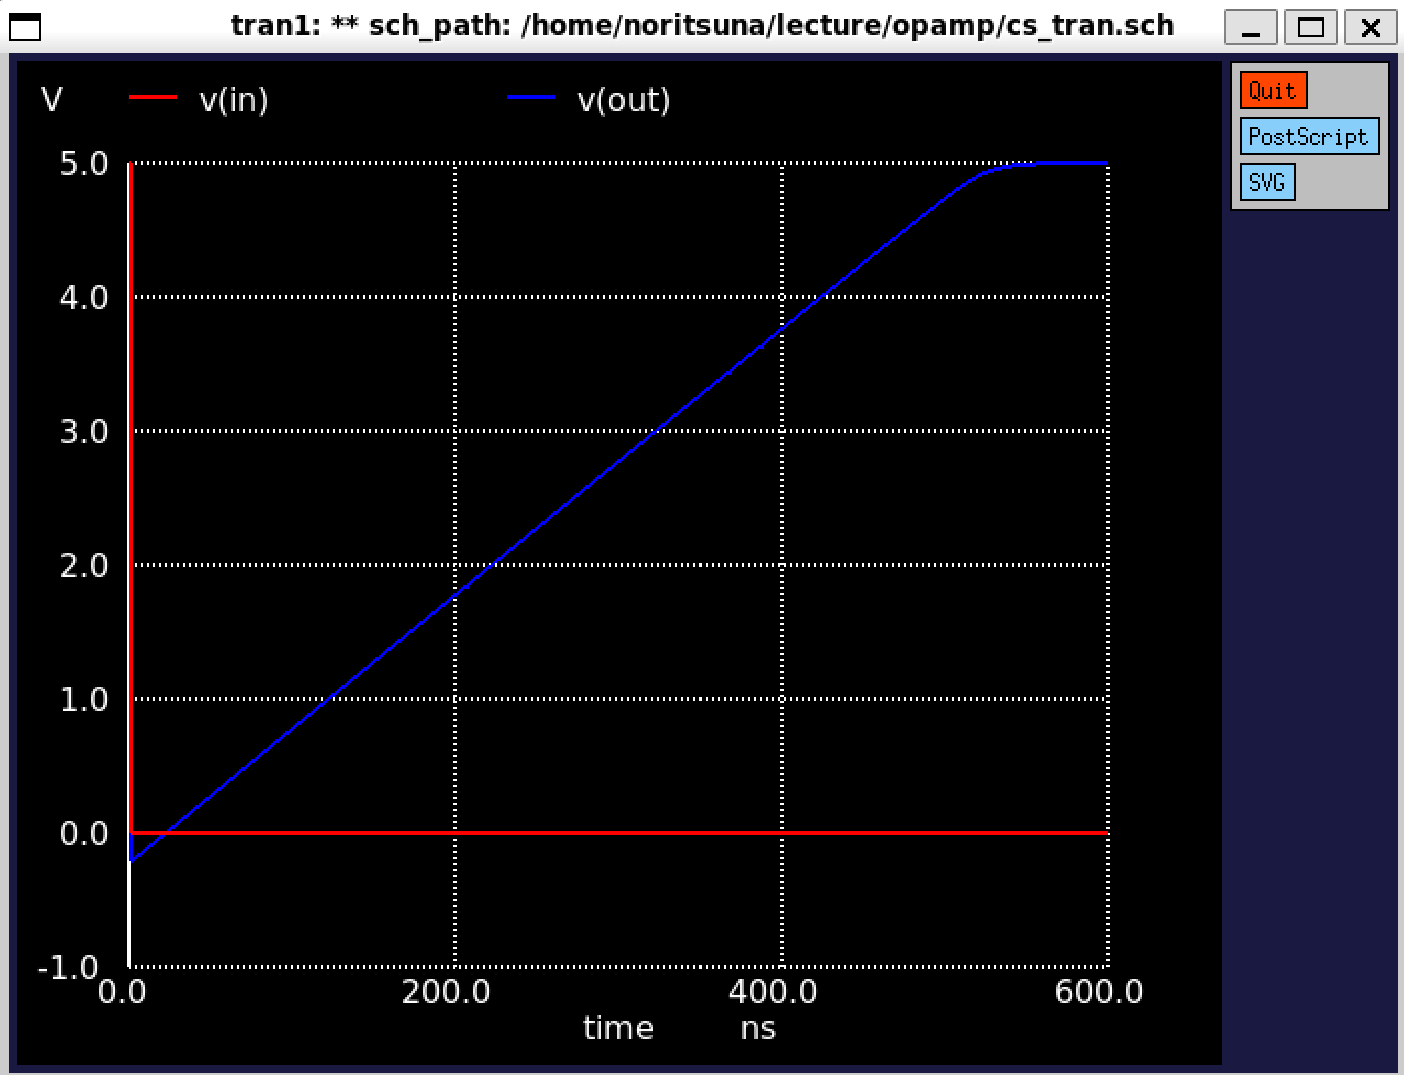 tran1: ** sch_path: /home/noritsuna/lecture/opamp/cs_tran.sch
V v(in) v(out)
Quit
PostScript
SVG
5.0
4.0
3.0
2.0
1.0
0.0
-1.0
0.0 200.0 400.0 600.0
time ns